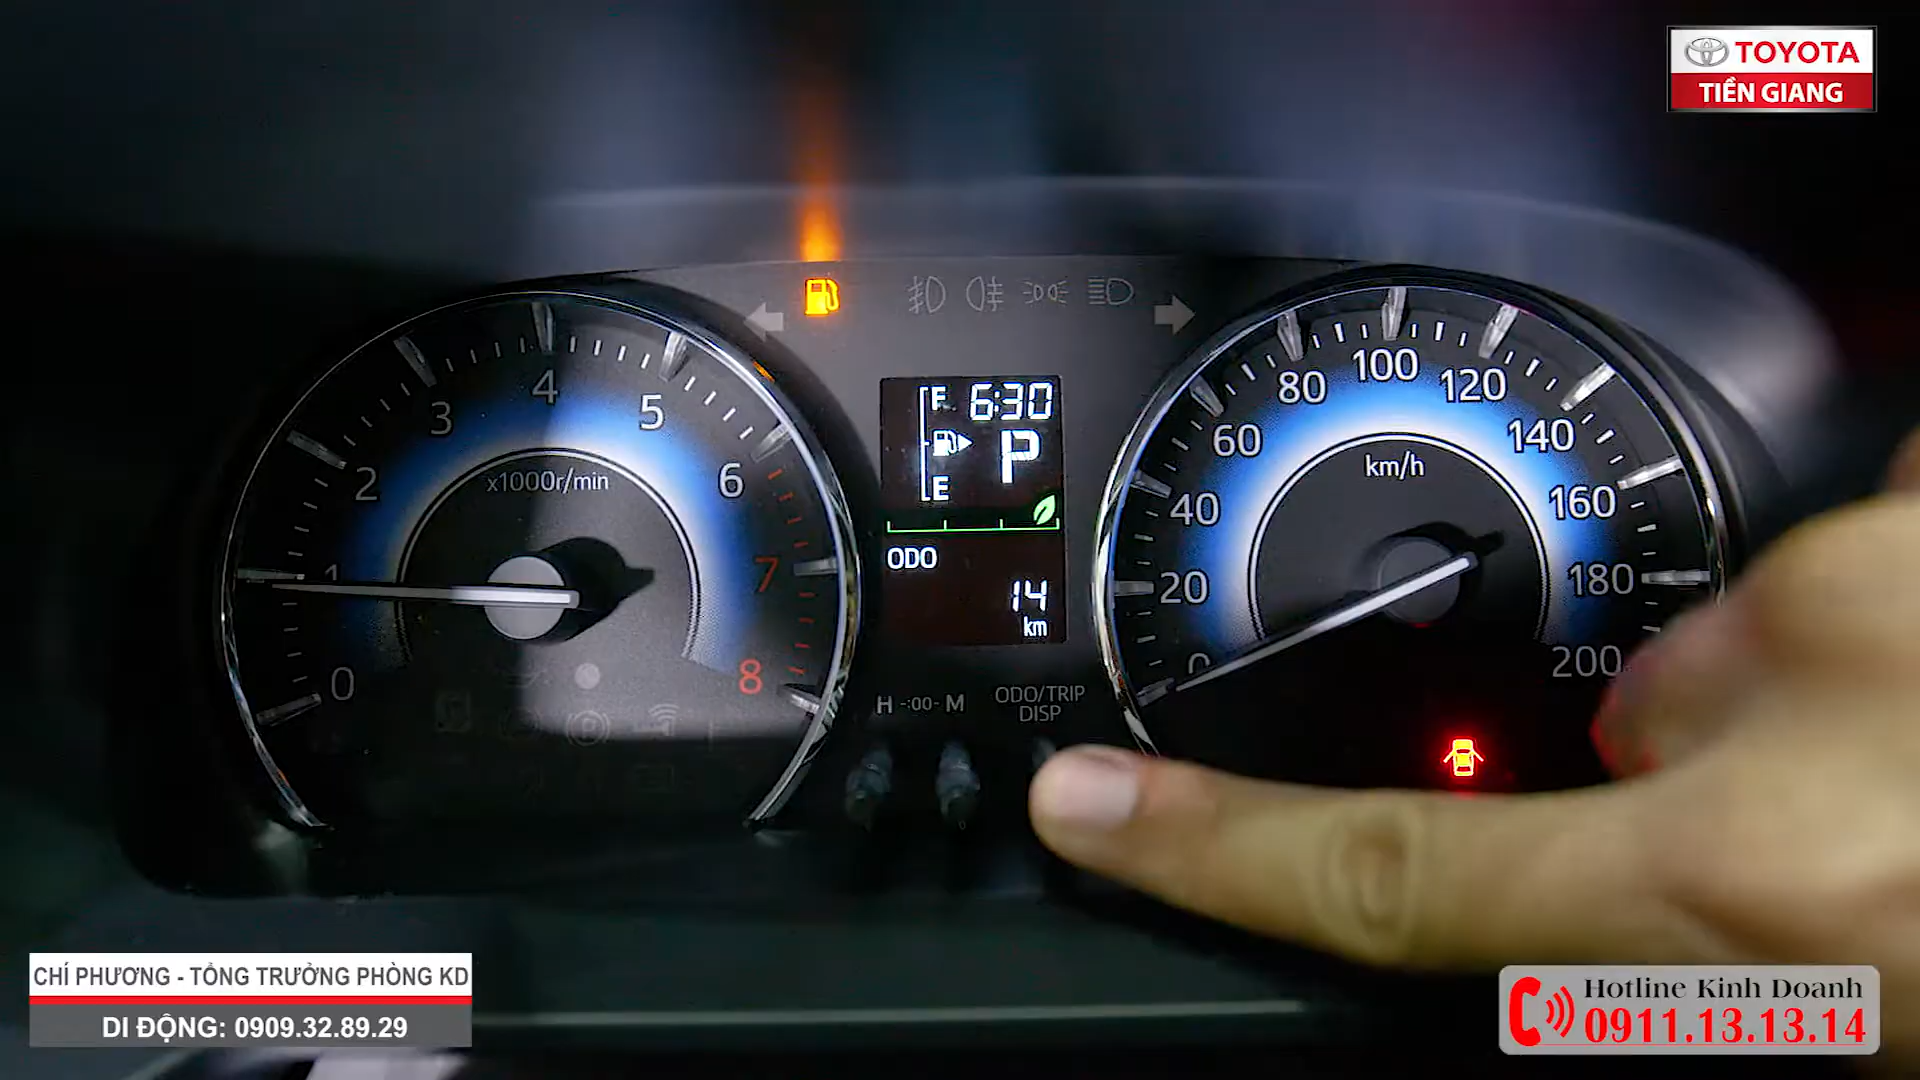 TOYOTA
TIỀN GIANG
0
1
2
3
4
5
6
7
8
x1000r/min
F
6:30
P
E
ODO
14
km
H -:00- M
ODO/TRIP
DISP
0
20
40
60
80
100
120
140
160
180
200
km/h
CHÍ PHƯƠNG - TỔNG TRƯỞNG PHÒNG KD
DI ĐỘNG: 0909.32.89.29
Hotline Kinh Doanh
0911.13.13.14